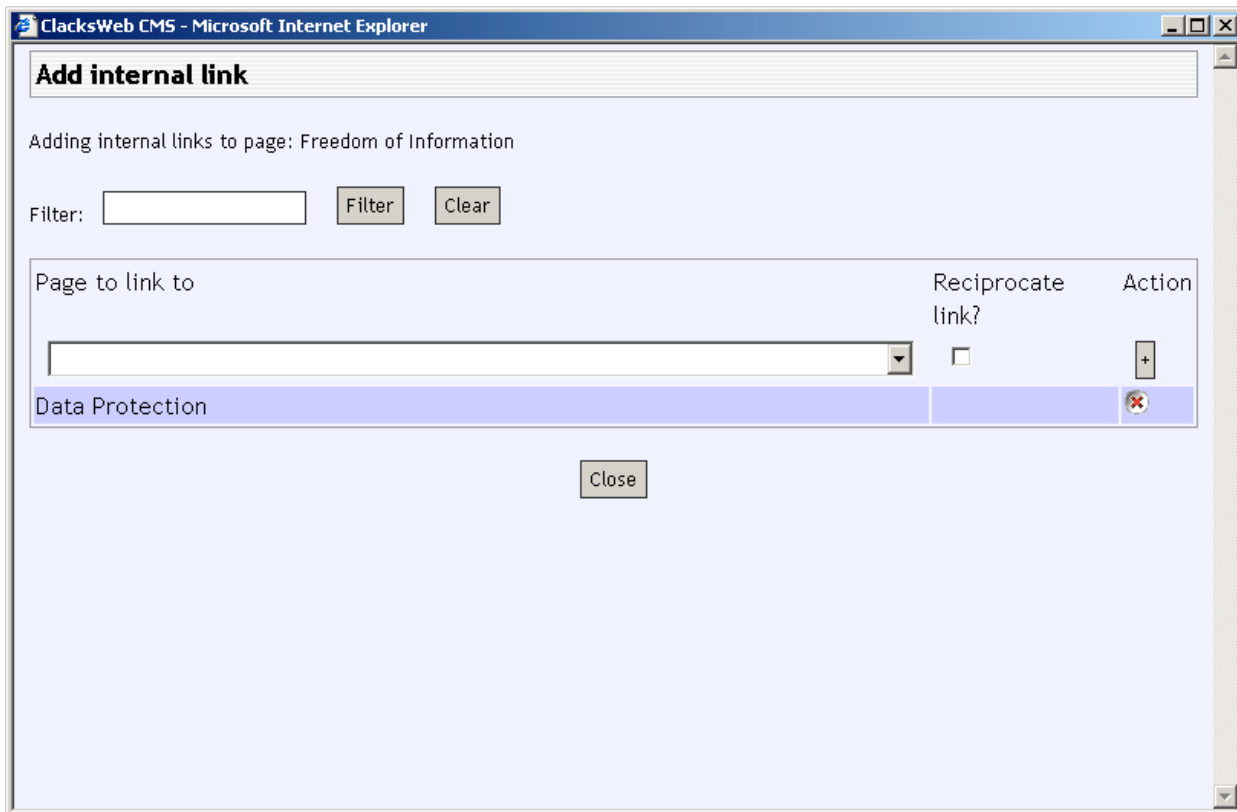 ClacksWeb CMS - Microsoft Internet Explorer
Add internal link
Adding internal links to page: Freedom of Information
Filter: Filter Clear
Page to link to Reciprocate Action
link?
+
Data Protection
Close